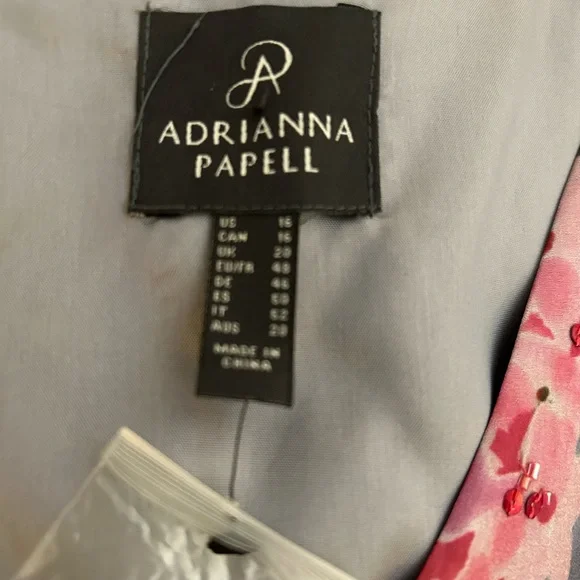 ADRIANNA
PAPELL
US 16
CAN 16
UK 20
EU/FR 48
DE 46
ES 50
IT 52
AUS 20
MADE IN
CHINA